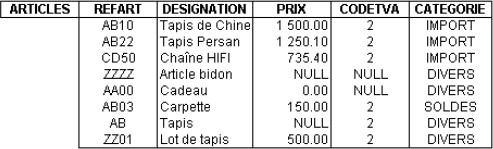 ARTICLES REFART DESIGNATION PRIX CODETVA CATEGORIE
AB10 Tapis de Chine 1 500.00 2 IMPORT
AB22 Tapis Persan 1 250.10 2 IMPORT
CD50 Chaîne HIFI 735.40 2 IMPORT
ZZZZ Article bidon NULL NULL DIVERS
AA00 Cadeau 0.00 NULL DIVERS
AB03 Carpette 150.00 2 SOLDES
AB Tapis NULL 2 DIVERS
ZZ01 Lot de tapis 500.00 2 DIVERS